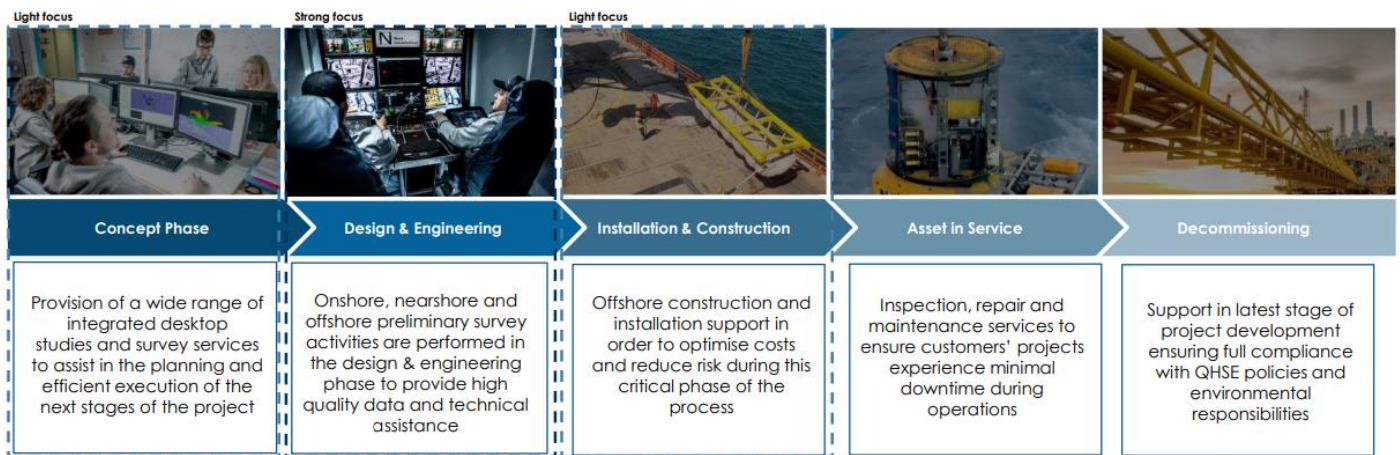 Light focus
Strong focus
Light focus
N
Concept Phase
Design & Engineering
Installation & Construction
Asset in Service
Decommissioning
Provision of a wide range of
integrated desktop
studies and survey services
to assist in the planning and
efficient execution of the
next stages of the project
Onshore, nearshore and
offshore preliminary survey
activities are performed in
the design & engineering
phase to provide high
quality data and technical
assistance
Offshore construction and
installation support in
order to optimise costs
and reduce risk during this
critical phase of the
process
Inspection, repair and
maintenance services to
ensure customers' projects
experience minimal
downtime during
operations
Support in latest stage of
project development
ensuring full compliance
with QHSE policies and
environmental
responsibilities